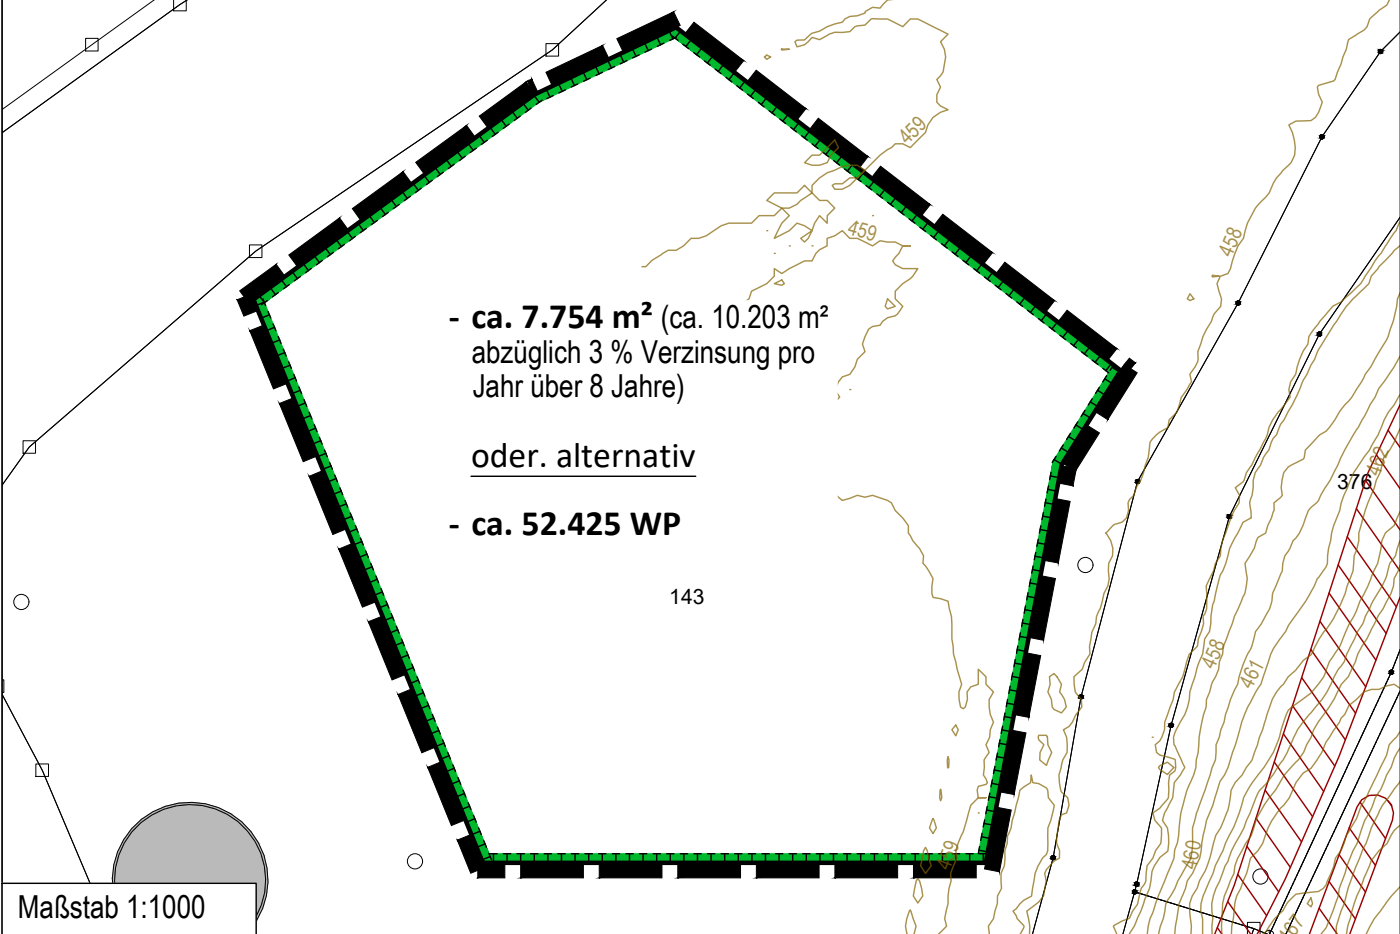 459
459
458
- ca. 7.754 m² (ca. 10.203 m²
abzüglich 3 % Verzinsung pro
Jahr über 8 Jahre)
oder. alternativ
- ca. 52.425 WP
143
376
458
461
459
460
Maßstab 1:1000